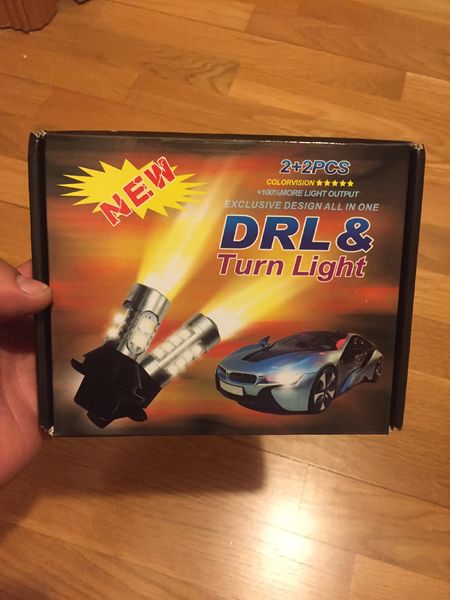 NEW
2+2PCS
COLORVISION ★★★★★
+100%MORE LIGHT OUTPUT
EXCLUSIVE DESIGN ALL IN ONE
DRL &
Turn Light